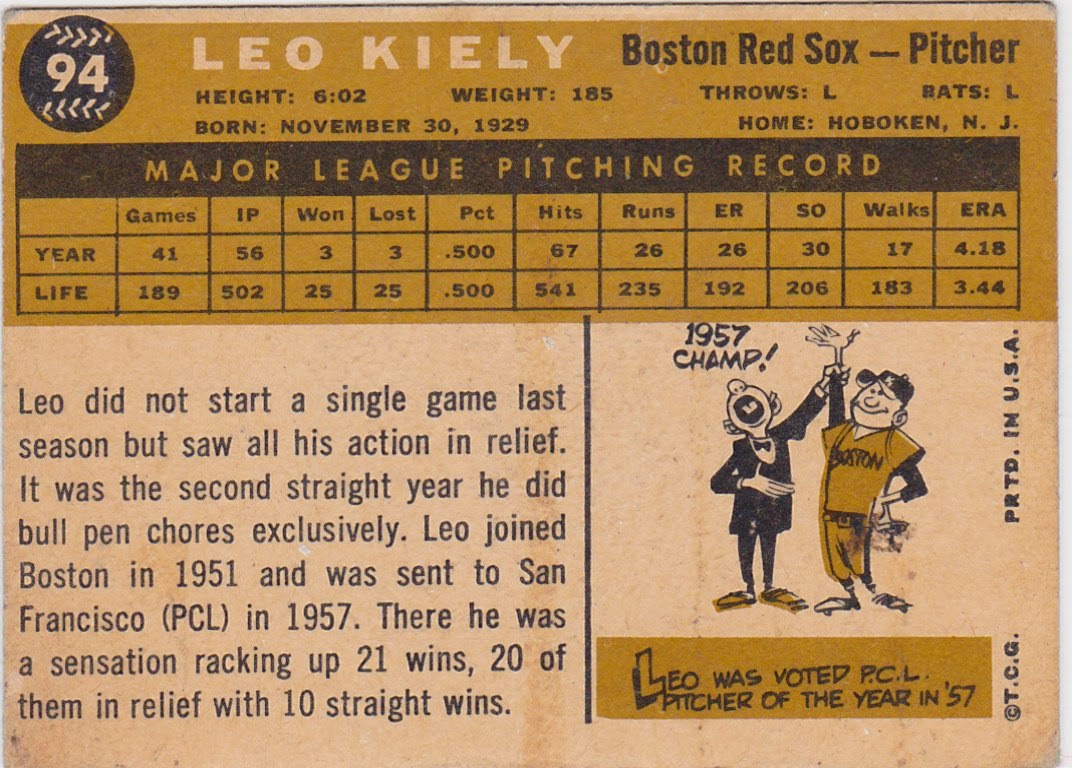 94
LEO KIELY Boston Red Sox — Pitcher
HEIGHT: 6:02 WEIGHT: 185 THROWS: L BATS: L
BORN: NOVEMBER 30, 1929 HOME: HOBOKEN, N. J.
MAJOR LEAGUE PITCHING RECORD
Games IP Won Lost Pct Hits Runs ER SO Walks ERA
YEAR 41 56 3 3 .500 67 26 26 30 17 4.18
LIFE 189 502 25 25 .500 541 235 192 206 183 3.44
Leo did not start a single game last
season but saw all his action in relief.
It was the second straight year he did
bull pen chores exclusively. Leo joined
Boston in 1951 and was sent to San
Francisco (PCL) in 1957. There he was
a sensation racking up 21 wins, 20 of
them in relief with 10 straight wins.
1957
CHAMP!
BOSTON
LEO WAS VOTED P.C.L.
PITCHER OF THE YEAR IN '57
©T.C.G. PRTD. IN U.S.A.